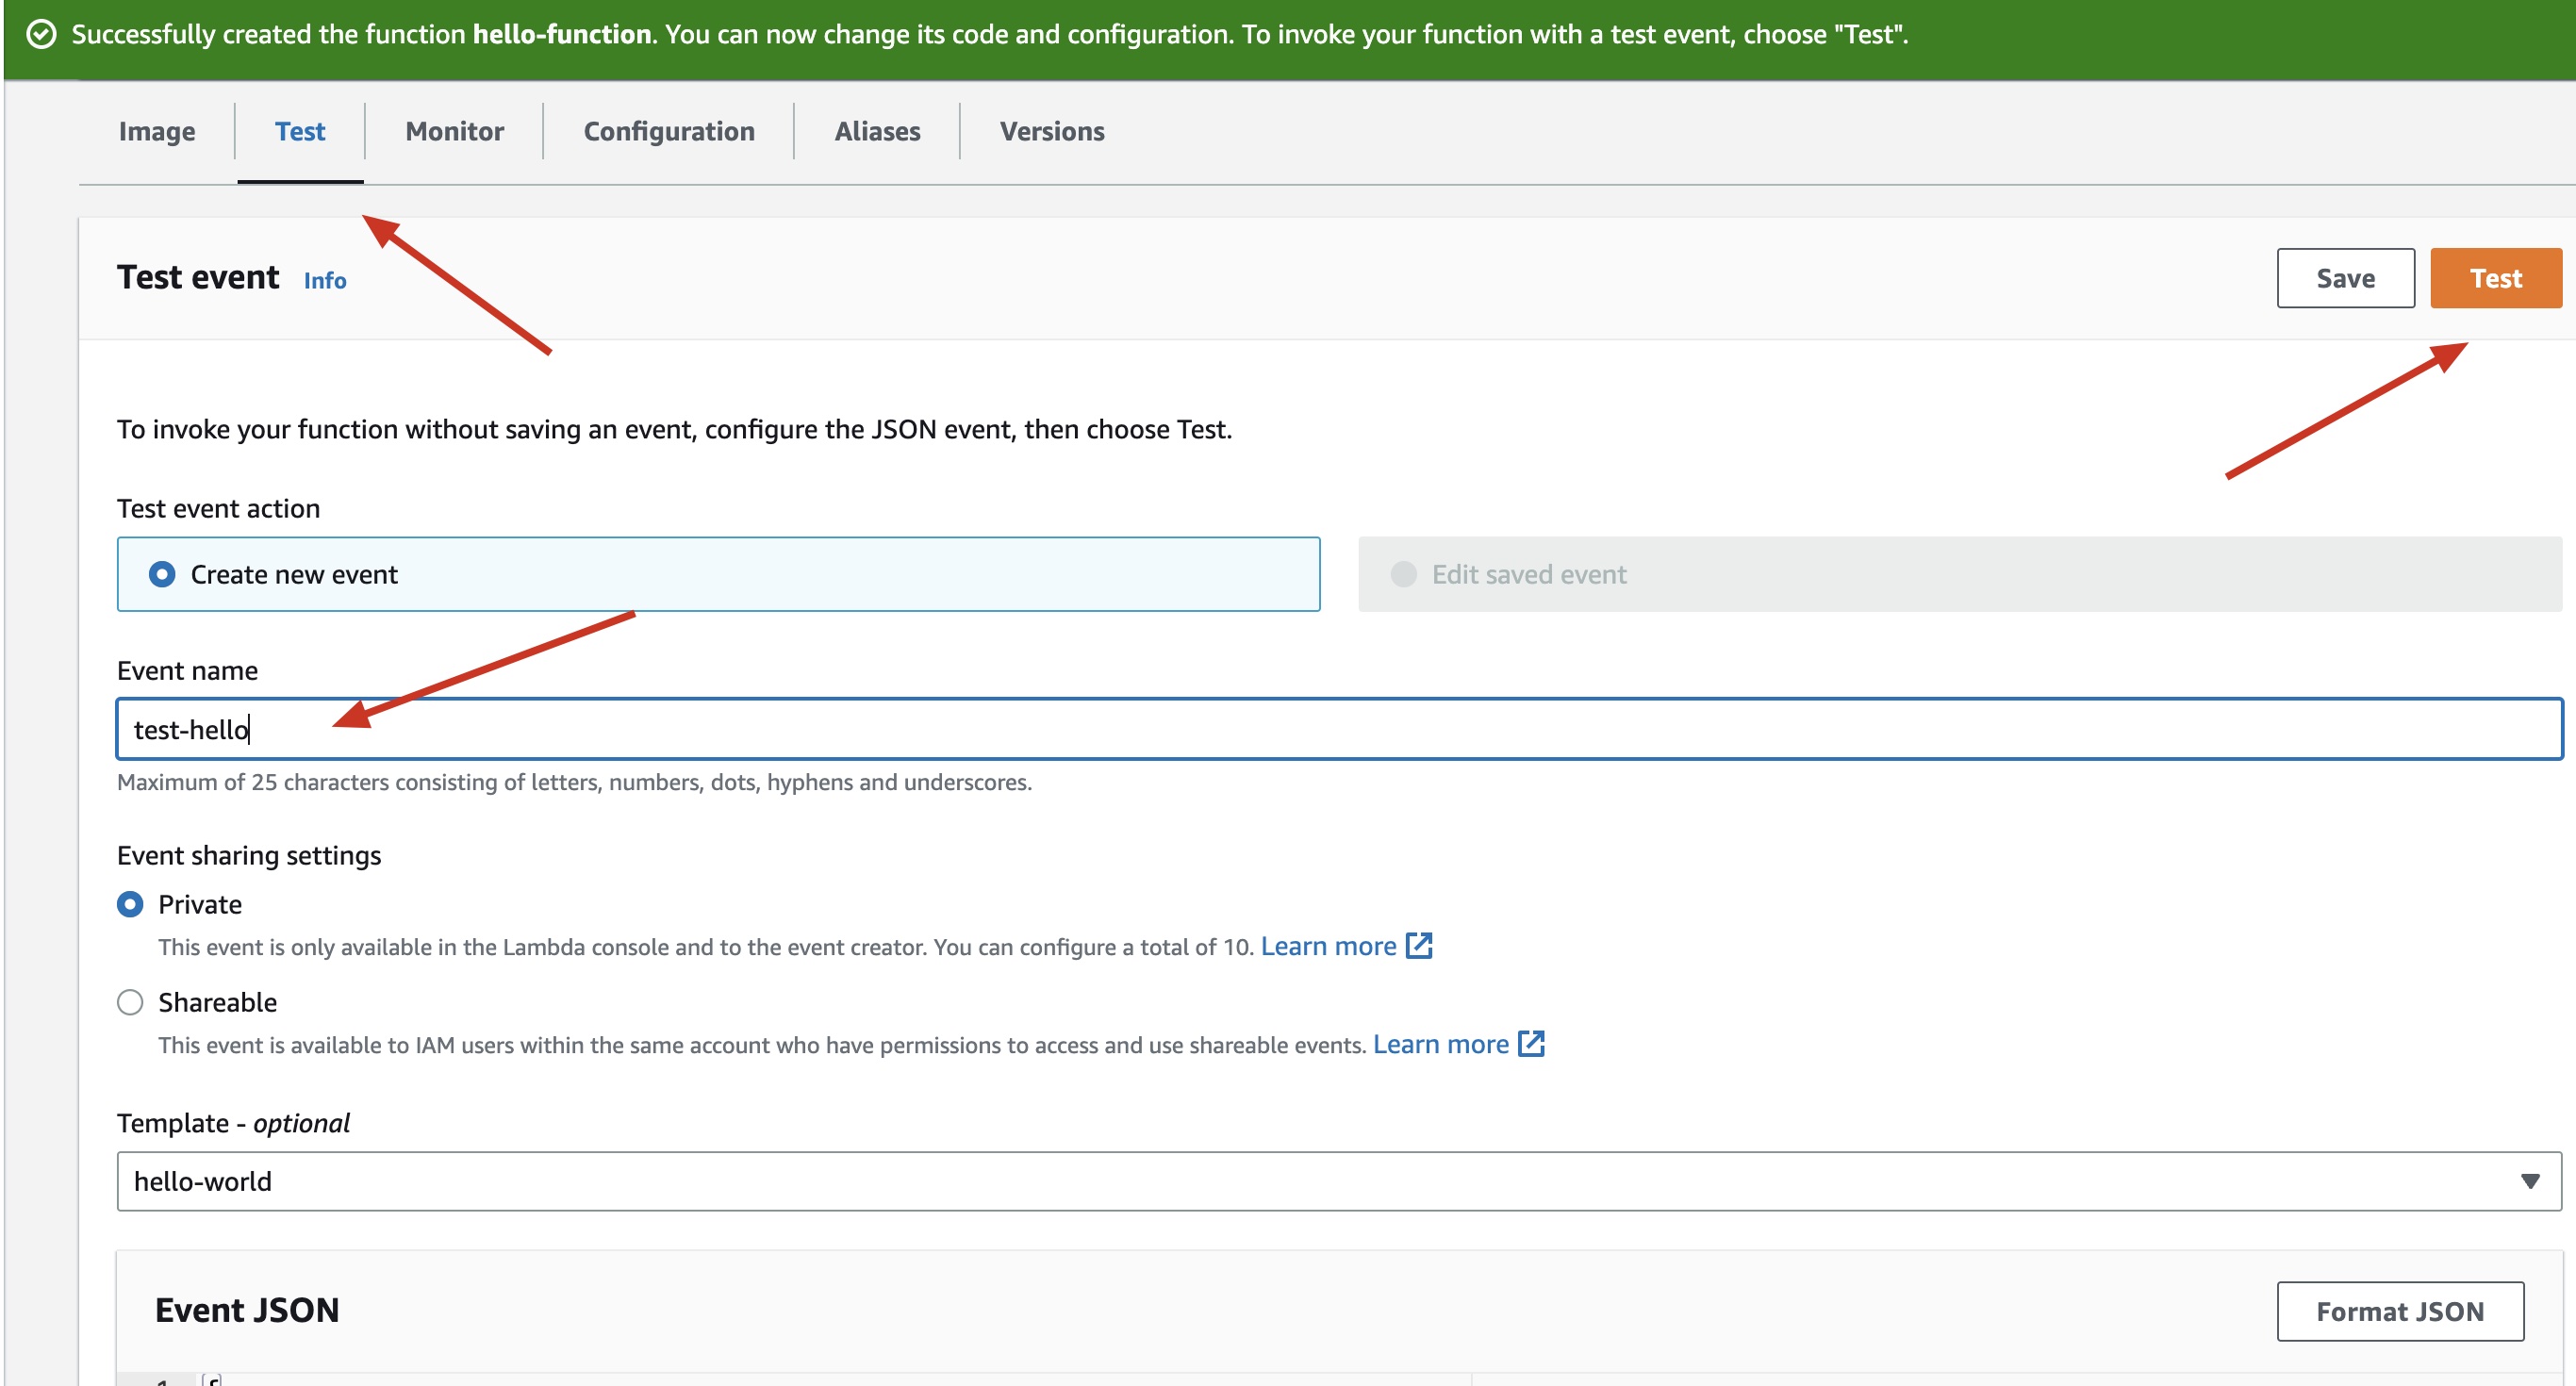 Successfully created the function hello-function. You can now change its code and configuration. To invoke your function with a test event, choose "Test".
Image Test Monitor Configuration Aliases Versions
Test event Info Save Test
To invoke your function without saving an event, configure the JSON event, then choose Test.
Test event action
Create new event Edit saved event
Event name
test-hello
Maximum of 25 characters consisting of letters, numbers, dots, hyphens and underscores.
Event sharing settings
Private
This event is only available in the Lambda console and to the event creator. You can configure a total of 10. Learn more
Shareable
This event is available to IAM users within the same account who have permissions to access and use shareable events. Learn more
Template - optional
hello-world
Event JSON Format JSON